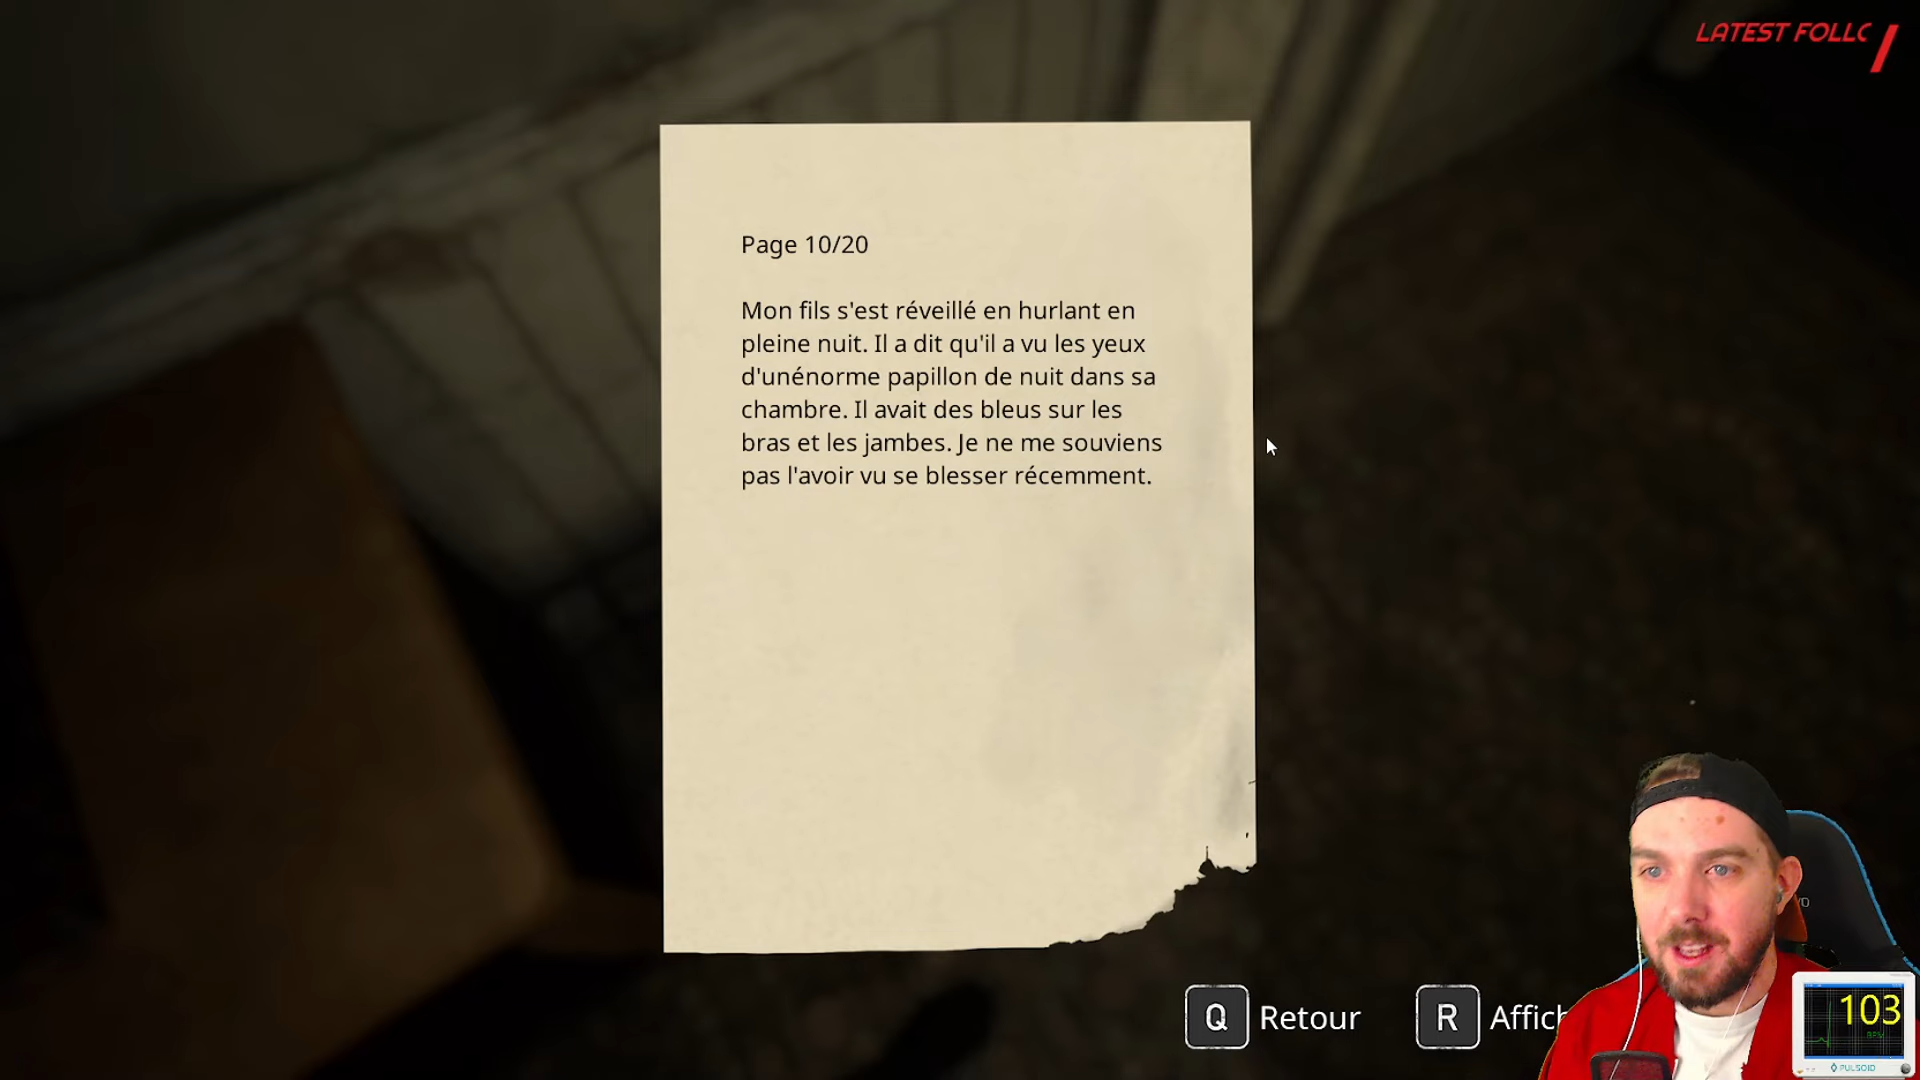 LATEST FOLLC
Page 10/20
Mon fils s'est réveillé en hurlant en
pleine nuit. Il a dit qu'il a vu les yeux
d'unénorme papillon de nuit dans sa
chambre. Il avait des bleus sur les
bras et les jambes. Je ne me souviens
pas l'avoir vu se blesser récemment.
Q Retour R Affich
103
BPM
PULSOID